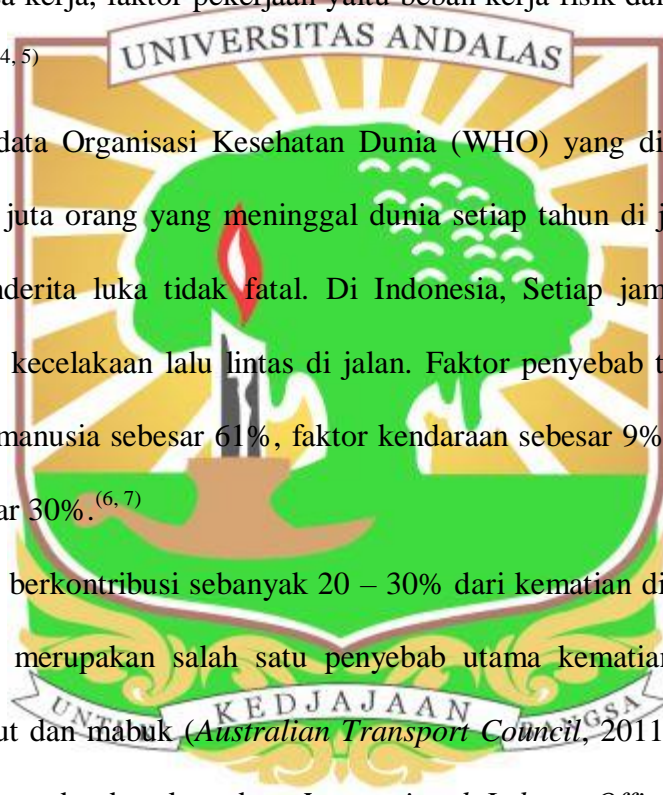 kerja, faktor pekerjaan yaitu beban kerja fisik
UNIVERSITAS ANDALAS
4, 5)
data Organisasi Kesehatan Dunia (WHO) yang di
juta orang yang meninggal dunia setiap tahun di
derita luka tidak fatal. Di Indonesia, Setiap jam
kecelakaan lalu lintas di jalan. Faktor penyebab t
manusia sebesar 61%, faktor kendaraan sebesar 9%
ar 30%.(6, 7)
berkontribusi sebanyak 20 – 30% dari kematian di
merupakan salah satu penyebab utama kematian
UNTUK KEDJAJAAN BANGSA
ut dan mabuk (Australian Transport Council, 2011